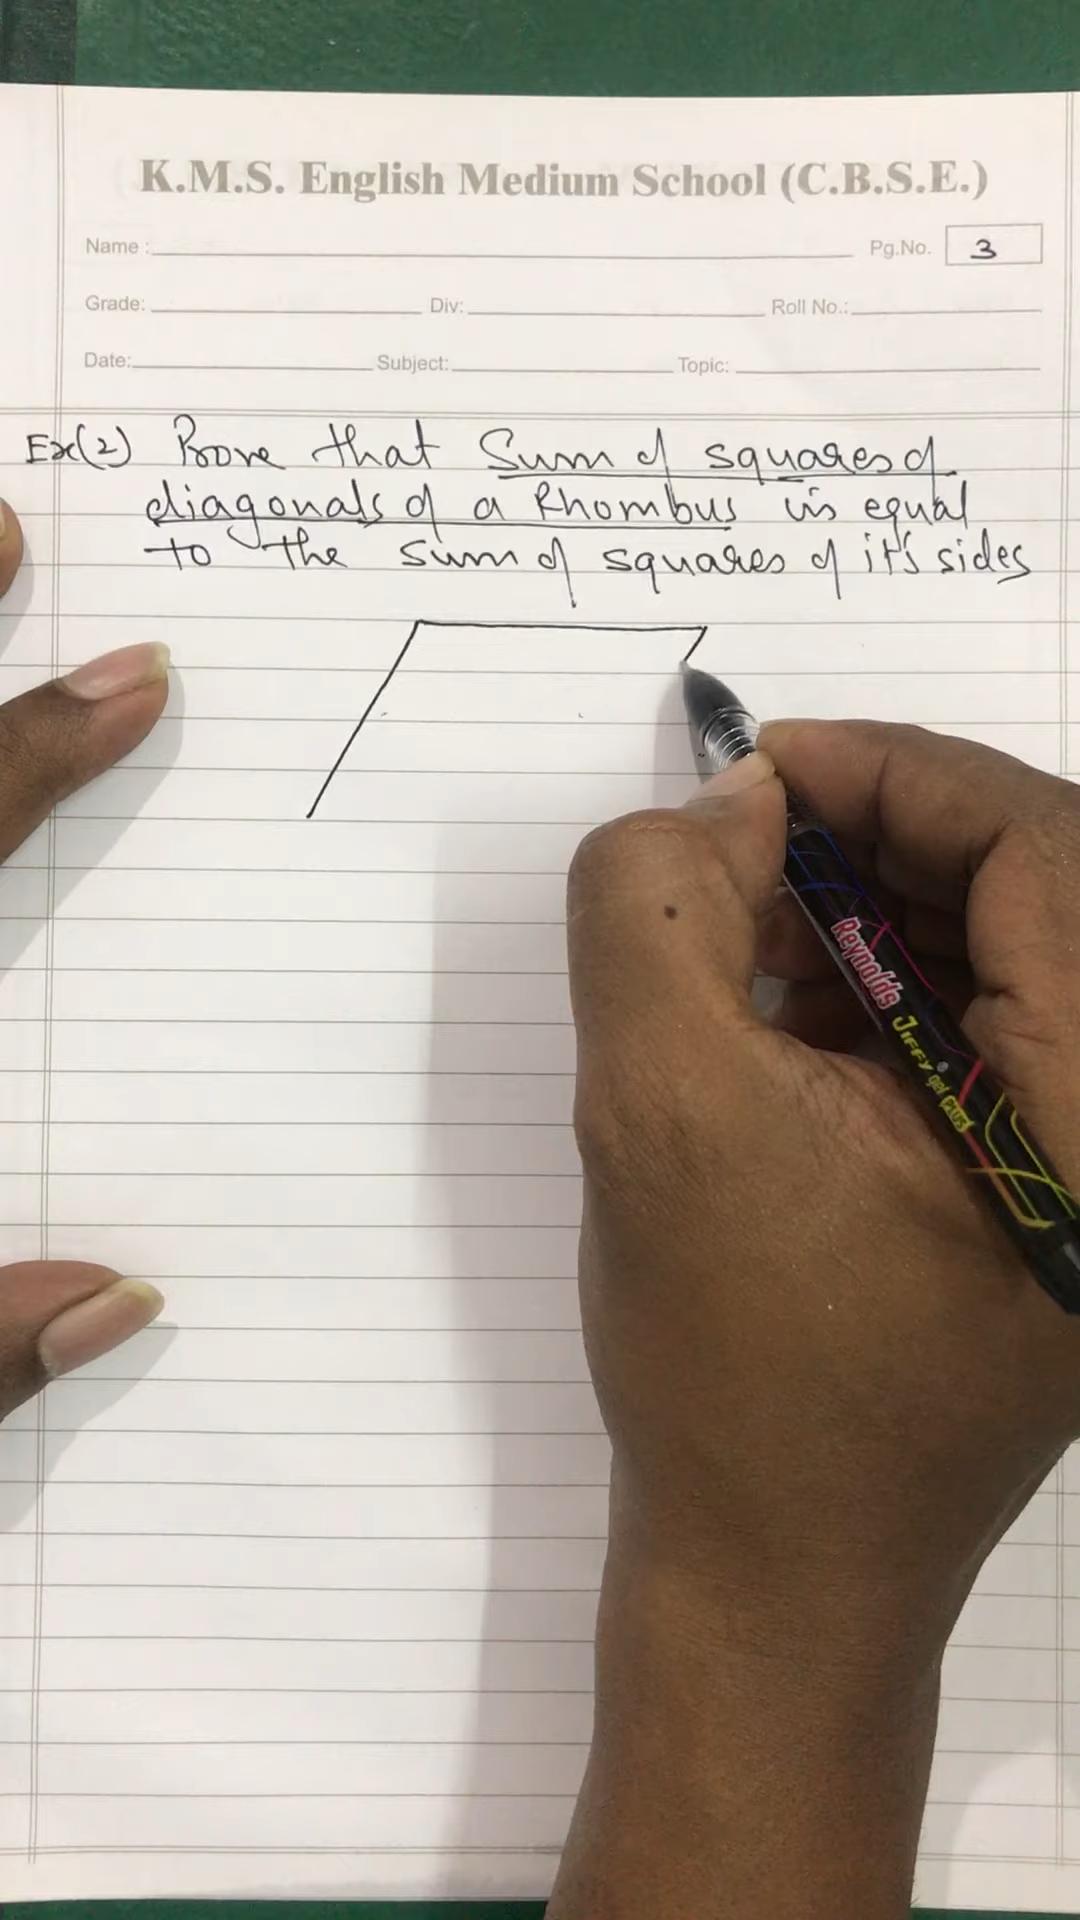 K.M.S. English Medium School (C.B.S.E.)
Name : Pg.No. 3
Grade: Div: Roll No.:
Date: Subject: Topic:
Ex(2) Prove that Sum of squares of
diagonals of a Rhombus is equal
to the sum of squares of it's sides
Reynolds JIFFY gel PLUS